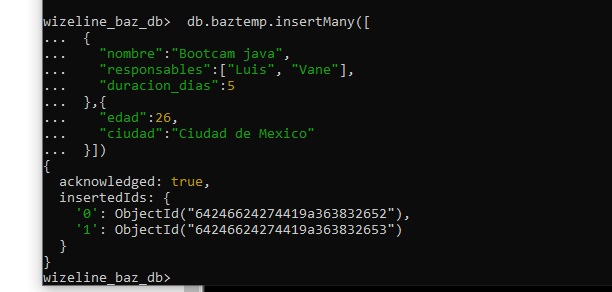 wizeline_baz_db>  db.baztemp.insertMany([
...  {
...    "nombre":"Bootcam java",
...    "responsables":["Luis", "Vane"],
...    "duracion_dias":5
...  },{
...    "edad":26,
...    "ciudad":"Ciudad de Mexico"
...  }])
{
  acknowledged: true,
  insertedIds: {
    '0': ObjectId("64246624274419a363832652"),
    '1': ObjectId("64246624274419a363832653")
  }
}
wizeline_baz_db>